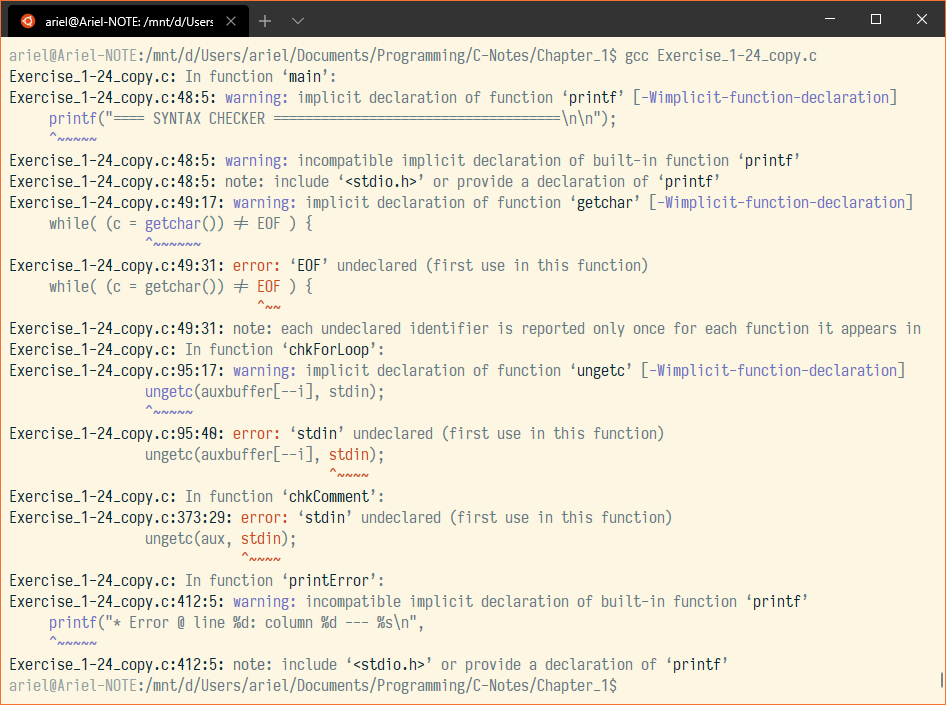 ariel@Ariel-NOTE: /mnt/d/Users
ariel@Ariel-NOTE:/mnt/d/Users/ariel/Documents/Programming/C-Notes/Chapter_1$ gcc Exercise_1-24_copy.c
Exercise_1-24_copy.c: In function ‘main’:
Exercise_1-24_copy.c:48:5: warning: implicit declaration of function ‘printf’ [-Wimplicit-function-declaration]
     printf("==== SYNTAX CHECKER ====================================\n\n");
     ^~~~~~
Exercise_1-24_copy.c:48:5: warning: incompatible implicit declaration of built-in function ‘printf’
Exercise_1-24_copy.c:48:5: note: include ‘<stdio.h>’ or provide a declaration of ‘printf’
Exercise_1-24_copy.c:49:17: warning: implicit declaration of function ‘getchar’ [-Wimplicit-function-declaration]
     while( (c = getchar()) ≠ EOF ) {
                 ^~~~~~~
Exercise_1-24_copy.c:49:31: error: ‘EOF’ undeclared (first use in this function)
     while( (c = getchar()) ≠ EOF ) {
                               ^~~
Exercise_1-24_copy.c:49:31: note: each undeclared identifier is reported only once for each function it appears in
Exercise_1-24_copy.c: In function ‘chkForLoop’:
Exercise_1-24_copy.c:95:17: warning: implicit declaration of function ‘ungetc’ [-Wimplicit-function-declaration]
                 ungetc(auxbuffer[--i], stdin);
                 ^~~~~~
Exercise_1-24_copy.c:95:40: error: ‘stdin’ undeclared (first use in this function)
                 ungetc(auxbuffer[--i], stdin);
                                        ^~~~~
Exercise_1-24_copy.c: In function ‘chkComment’:
Exercise_1-24_copy.c:373:29: error: ‘stdin’ undeclared (first use in this function)
                 ungetc(aux, stdin);
                             ^~~~~
Exercise_1-24_copy.c: In function ‘printError’:
Exercise_1-24_copy.c:412:5: warning: incompatible implicit declaration of built-in function ‘printf’
     printf("* Error @ line %d: column %d --- %s\n",
     ^~~~~~
Exercise_1-24_copy.c:412:5: note: include ‘<stdio.h>’ or provide a declaration of ‘printf’
ariel@Ariel-NOTE:/mnt/d/Users/ariel/Documents/Programming/C-Notes/Chapter_1$